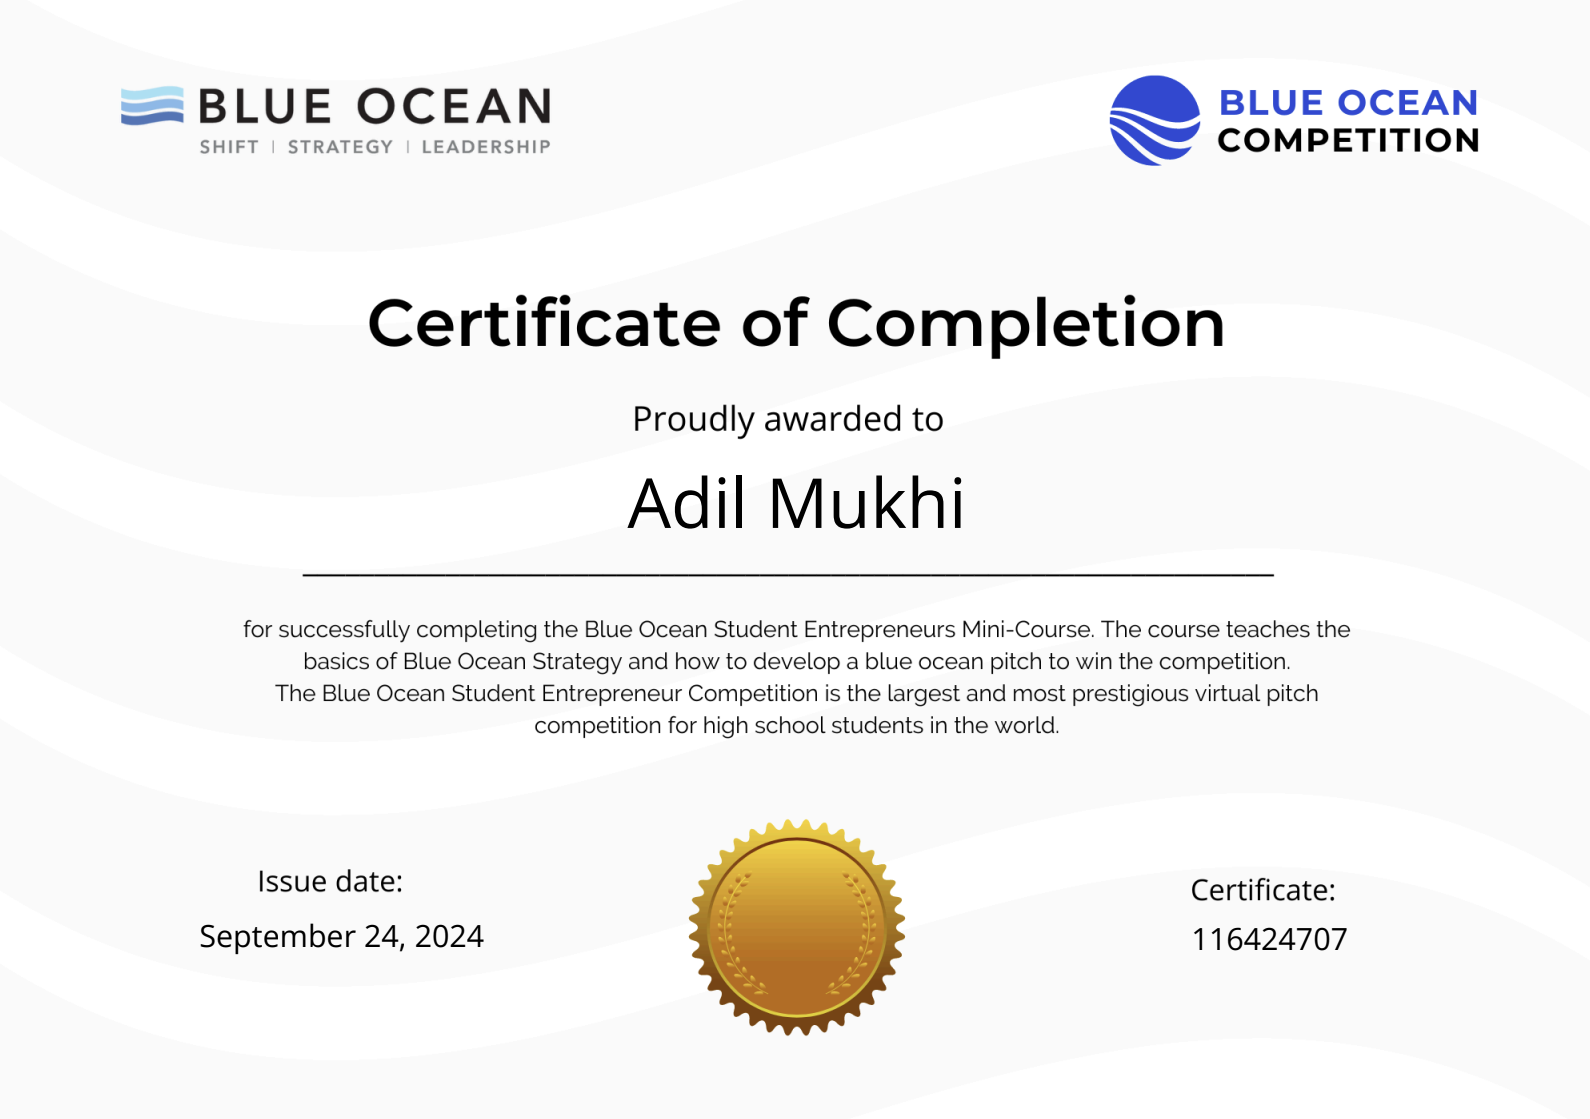 BLUE OCEAN
SHIFT | STRATEGY | LEADERSHIP
BLUE OCEAN
COMPETITION
Certificate of Completion
Proudly awarded to
Adil Mukhi
for successfully completing the Blue Ocean Student Entrepreneurs Mini-Course. The course teaches the
basics of Blue Ocean Strategy and how to develop a blue ocean pitch to win the competition.
The Blue Ocean Student Entrepreneur Competition is the largest and most prestigious virtual pitch
competition for high school students in the world.
Issue date:
September 24, 2024
Certificate:
116424707